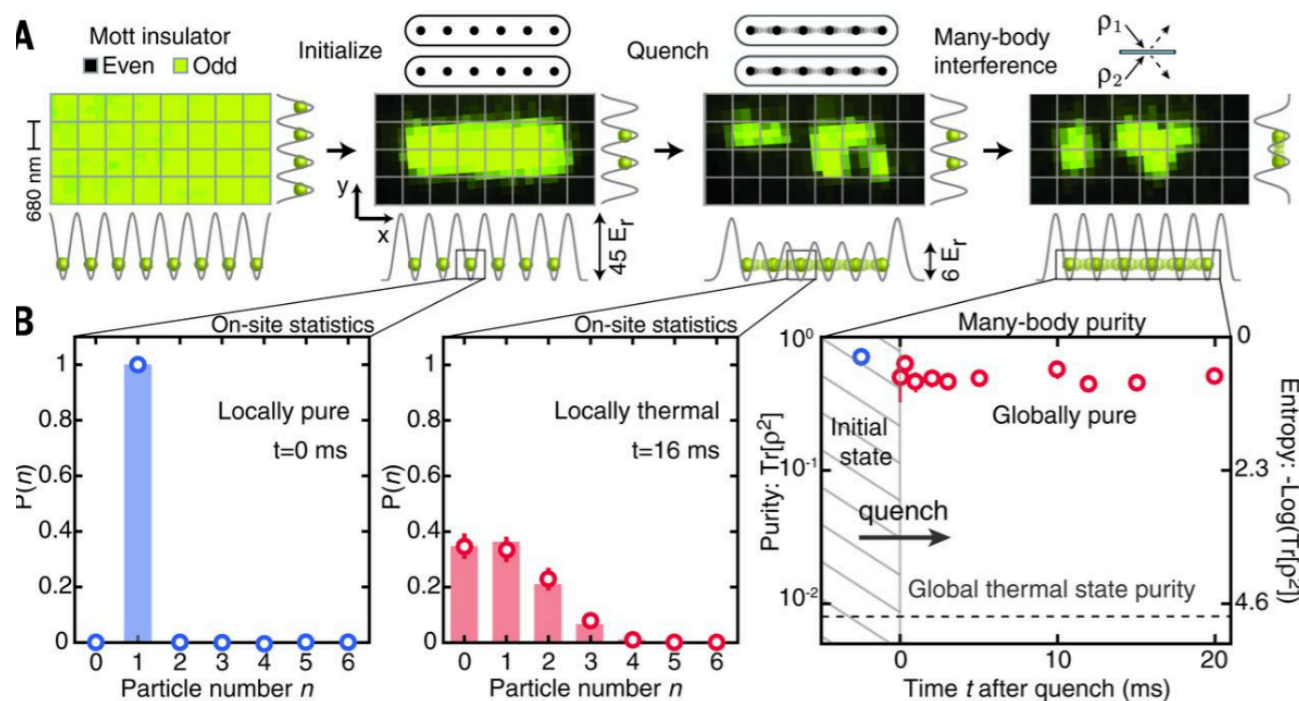 A
Mott insulator
Even Odd
Initialize
Quench
Many-body
interference
ρ1
ρ2
680 nm
y
x
45 Er
6 Er
B
On-site statistics
1
0.8
0.6
0.4
0.2
0
P(n)
Locally pure
t=0 ms
0 1 2 3 4 5 6
Particle number n
On-site statistics
1
0.8
0.6
0.4
0.2
0
P(n)
Locally thermal
t=16 ms
0 1 2 3 4 5 6
Particle number n
Many-body purity
10^0
10^-1
10^-2
Purity: Tr[ρ²]
Initial
state
Globally pure
quench
Global thermal state purity
0
2.3
4.6
Entropy: -Log(Tr[ρ²])
0 10 20
Time t after quench (ms)